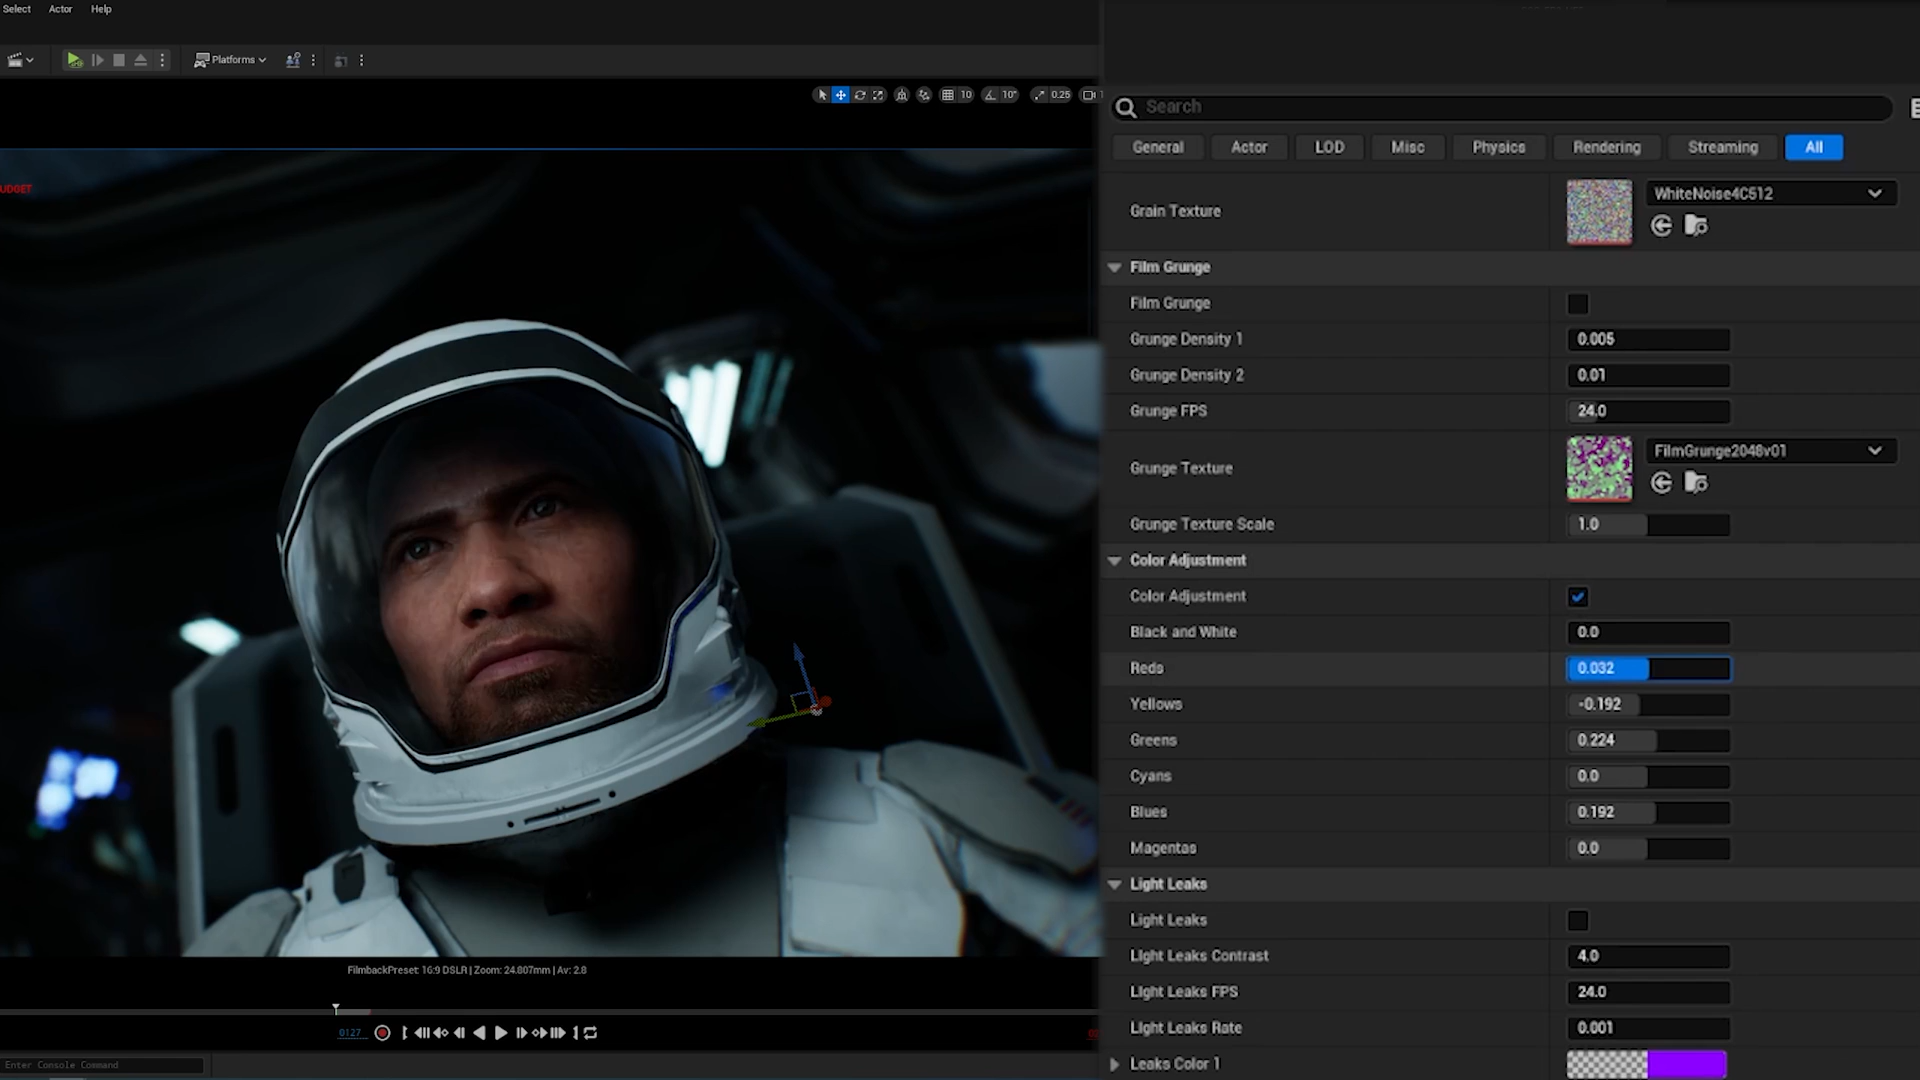 Select Actor Help
Platforms
10 10° 0.25
UDGET
FilmbackPreset: 16:9 DSLR | Zoom: 24.807mm | Av: 2.8
0127
Enter Console Command
Search
General Actor LOD Misc Physics Rendering Streaming All
Grain Texture WhiteNoise4C512
Film Grunge
Film Grunge
Grunge Density 1 0.005
Grunge Density 2 0.01
Grunge FPS 24.0
Grunge Texture FilmGrunge2048v01
Grunge Texture Scale 1.0
Color Adjustment
Color Adjustment
Black and White 0.0
Reds 0.032
Yellows -0.192
Greens 0.224
Cyans 0.0
Blues 0.192
Magentas 0.0
Light Leaks
Light Leaks
Light Leaks Contrast 4.0
Light Leaks FPS 24.0
Light Leaks Rate 0.001
Leaks Color 1